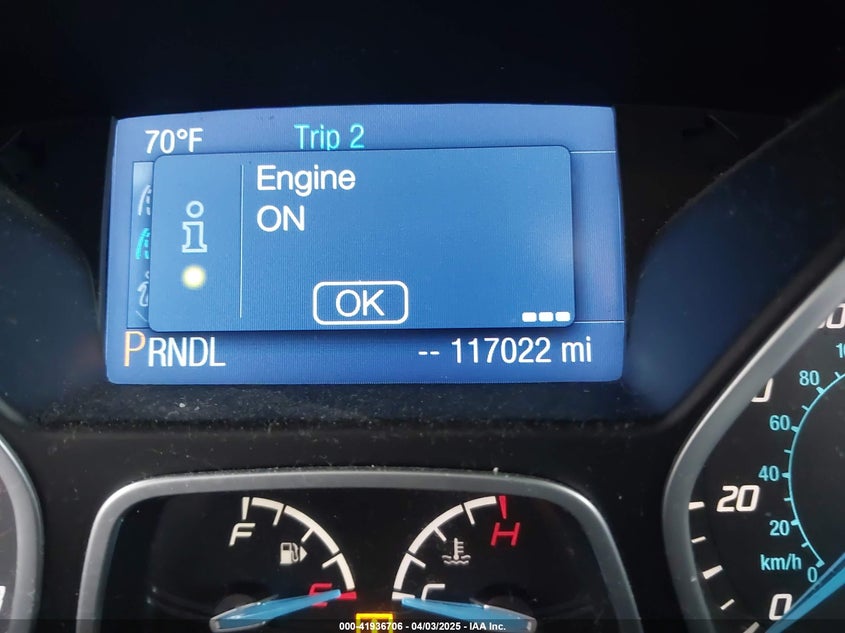 70°F Trip 2
Engine
ON
OK
PRNDL -- 117022 mi
F
H
E
C
80
60
40
20
20
km/h
0
0
000-41936706 - 04/03/2025 - IAA Inc.